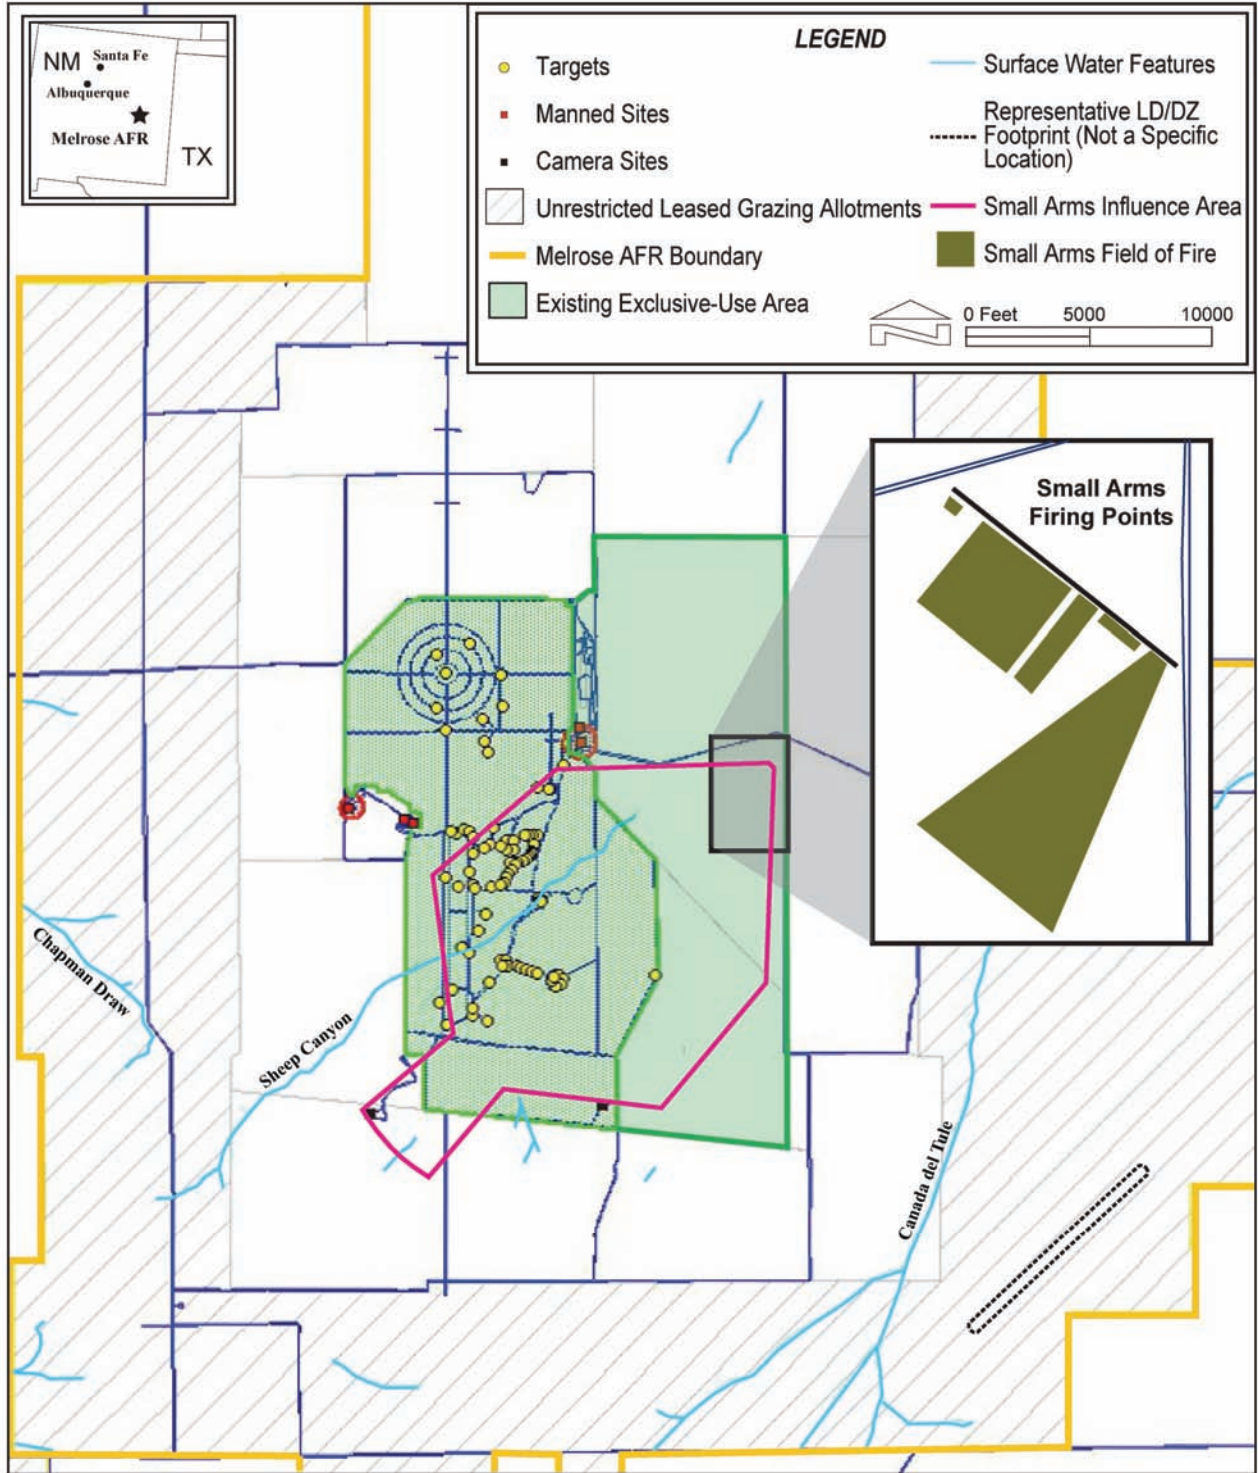 NM
Santa Fe
Albuquerque
Melrose AFR
TX
LEGEND
Targets
Manned Sites
Camera Sites
Unrestricted Leased Grazing Allotments
Melrose AFR Boundary
Existing Exclusive-Use Area
Surface Water Features
Representative LD/DZ
Footprint (Not a Specific
Location)
Small Arms Influence Area
Small Arms Field of Fire
N
0 Feet 5000 10000
Small Arms
Firing Points
Chapman Draw
Sheep Canyon
Canada del Tule